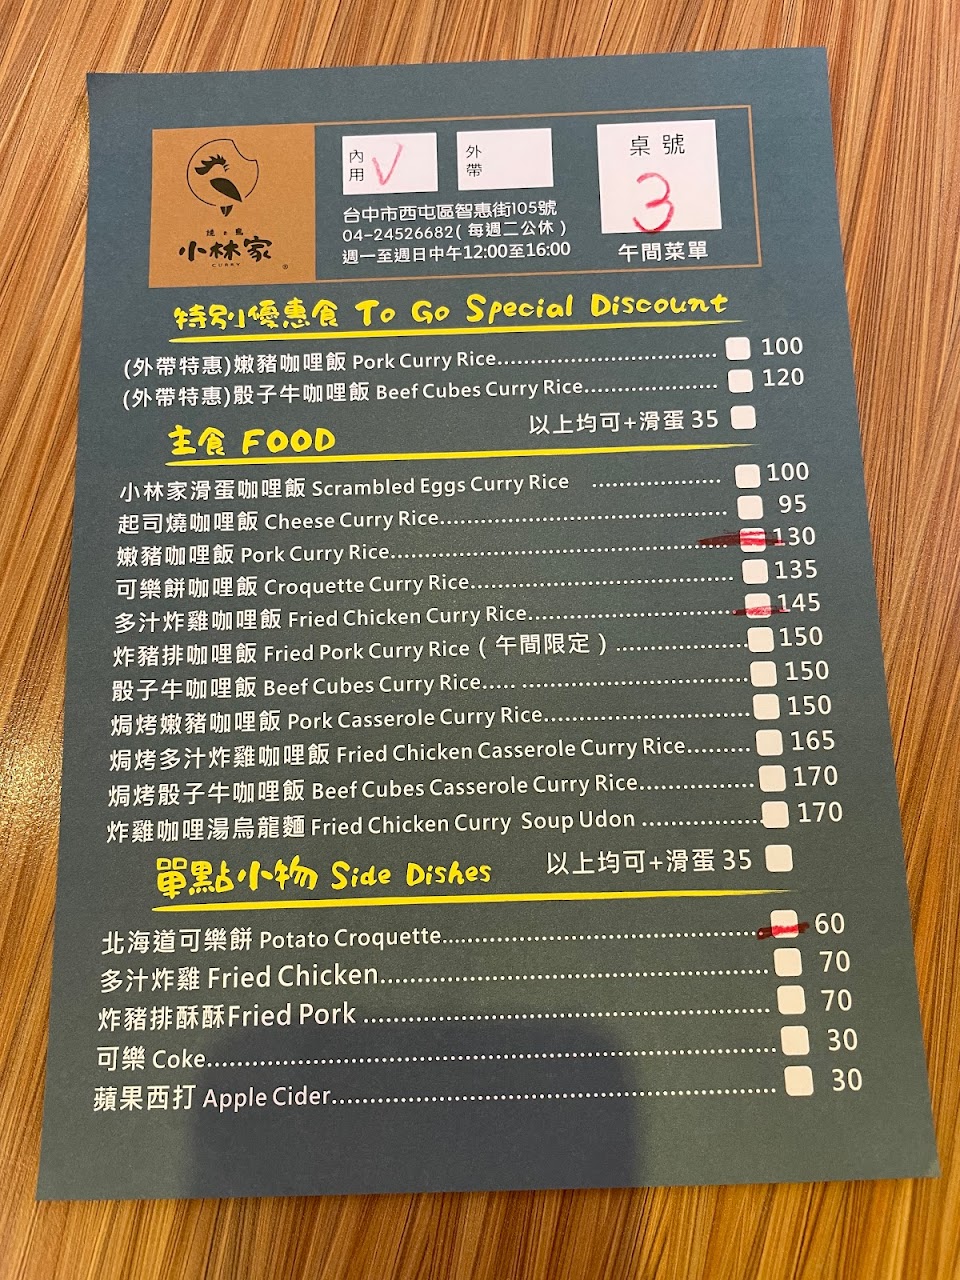 燒e鳥
小林家
CURRY
®
內用 V
外帶
桌號
3
台中市西屯區智惠街105號
04-24526682(每週二公休)
週一至週日中午12:00至16:00
午間菜單
特別優惠食 To Go Special Discount
(外帶特惠)嫩豬咖哩飯 Pork Curry Rice 100
(外帶特惠)骰子牛咖哩飯 Beef Cubes Curry Rice 120
以上均可+滑蛋 35
主食 FOOD
小林家滑蛋咖哩飯 Scrambled Eggs Curry Rice 100
起司燒咖哩飯 Cheese Curry Rice 95
嫩豬咖哩飯 Pork Curry Rice 130
可樂餅咖哩飯 Croquette Curry Rice 135
多汁炸雞咖哩飯 Fried Chicken Curry Rice 145
炸豬排咖哩飯 Fried Pork Curry Rice (午間限定) 150
骰子牛咖哩飯 Beef Cubes Curry Rice 150
焗烤嫩豬咖哩飯 Pork Casserole Curry Rice 150
焗烤多汁炸雞咖哩飯 Fried Chicken Casserole Curry Rice 165
焗烤骰子牛咖哩飯 Beef Cubes Casserole Curry Rice 170
炸雞咖哩湯烏龍麵 Fried Chicken Curry Soup Udon 170
以上均可+滑蛋 35
單點小物 Side Dishes
北海道可樂餅 Potato Croquette 60
多汁炸雞 Fried Chicken 70
炸豬排酥酥Fried Pork 70
可樂 Coke 30
蘋果西打 Apple Cider 30